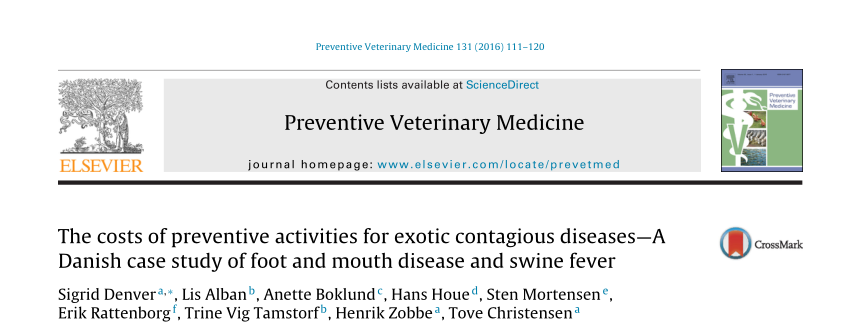 Preventive Veterinary Medicine 131 (2016) 111–120
Contents lists available at ScienceDirect
Preventive Veterinary Medicine
journal homepage: www.elsevier.com/locate/prevetmed
ELSEVIER
Preventive
Veterinary
Medicine
The costs of preventive activities for exotic contagious diseases—A
Danish case study of foot and mouth disease and swine fever
CrossMark
Sigrid Denver a,∗, Lis Alban b, Anette Boklund c, Hans Houe d, Sten Mortensen e,
Erik Rattenborg f, Trine Vig Tamstorf b, Henrik Zobbe a, Tove Christensen a